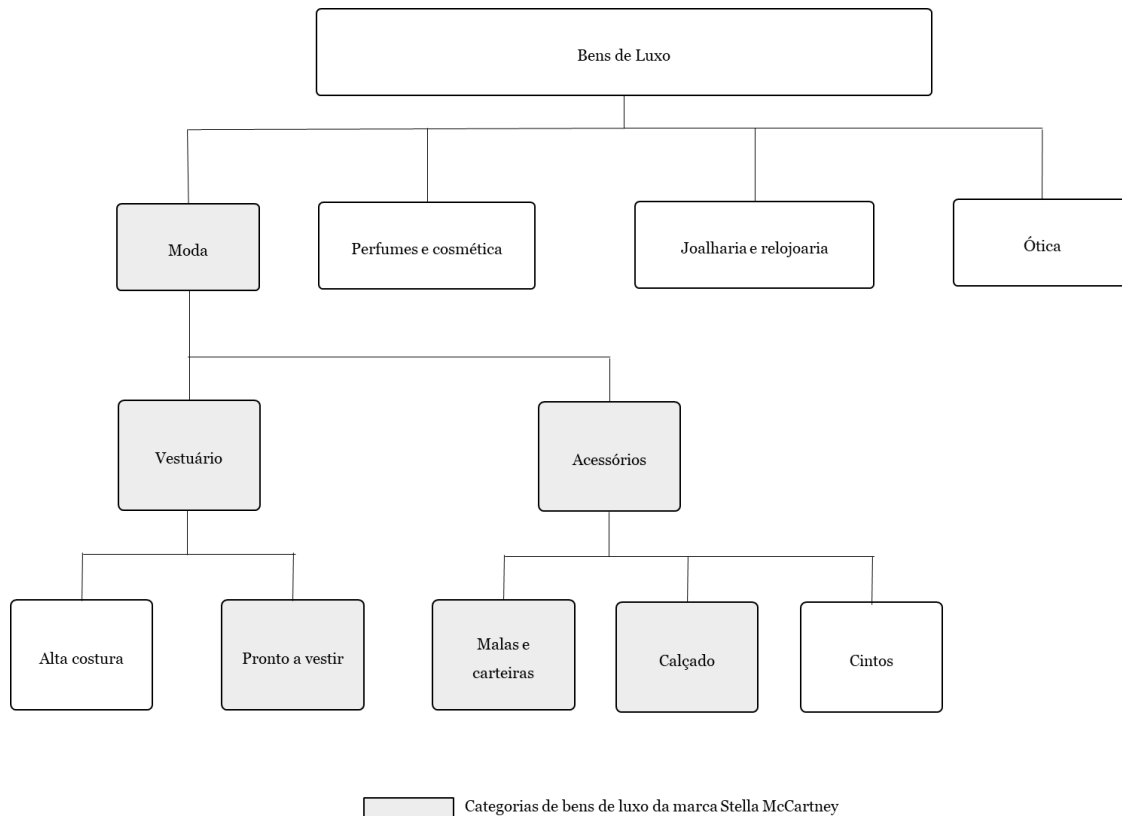 Bens de Luxo
Moda
Perfumes e cosmética
Joalharia e relojoaria
Ótica
Vestuário
Acessórios
Alta costura
Pronto a vestir
Malas e
carteiras
Calçado
Cintos
Categorias de bens de luxo da marca Stella McCartney